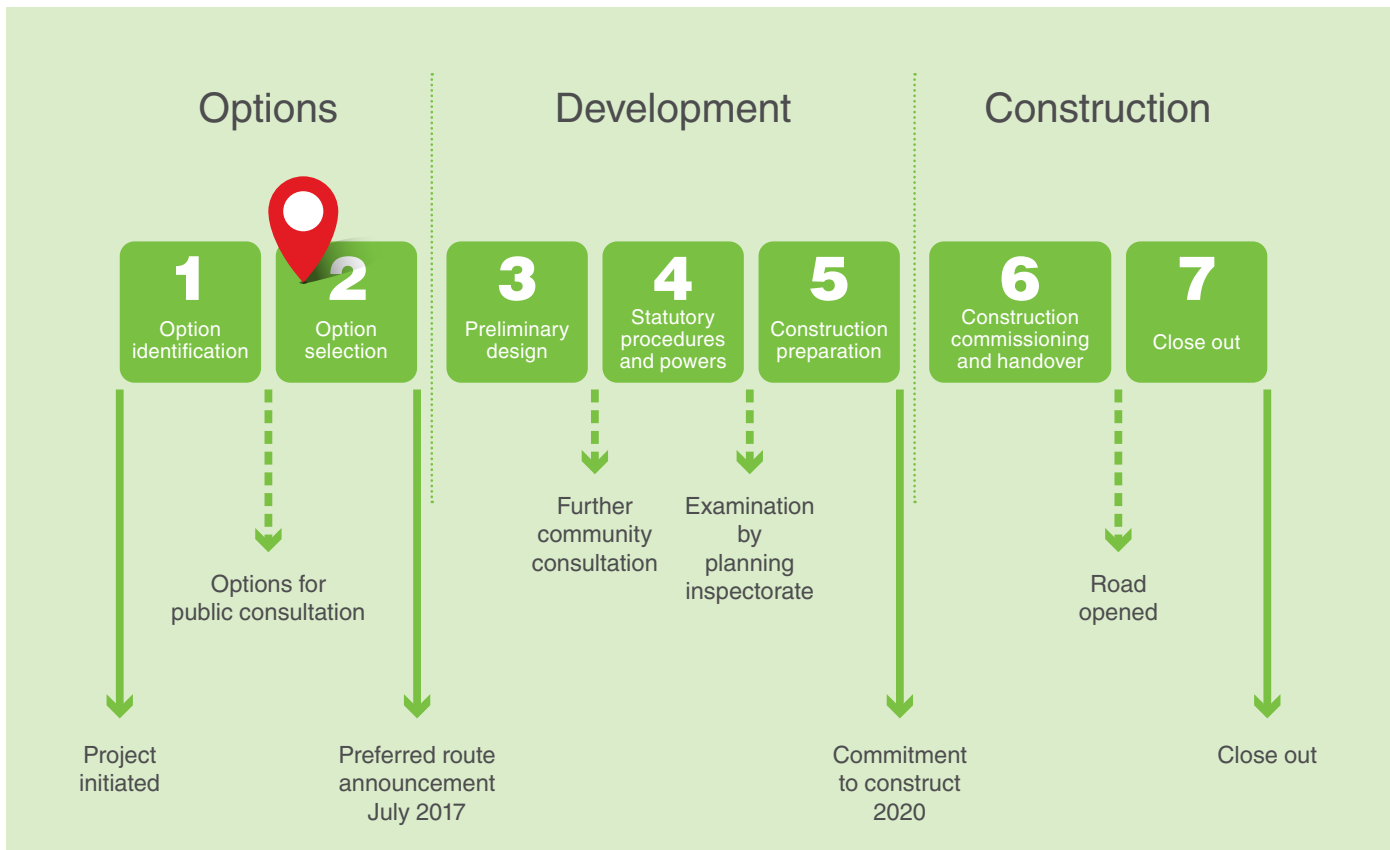 Options
Development
Construction
1
Option
identification
2
Option
selection
3
Preliminary
design
4
Statutory
procedures
and powers
5
Construction
preparation
6
Construction
commissioning
and handover
7
Close out
Project
initiated
Options for
public consultation
Preferred route
announcement
July 2017
Further
community
consultation
Examination
by
planning
inspectorate
Commitment
to construct
2020
Road
opened
Close out